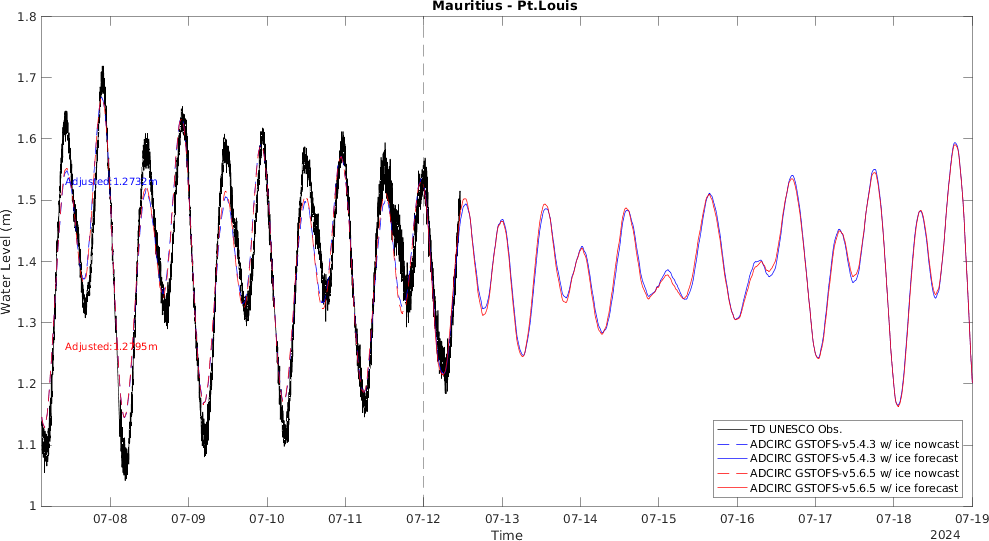 Mauritius - Pt.Louis
1.8
1.7
1.6
1.5
1.4
1.3
1.2
1.1
1
Water Level (m)
Adjusted:1.2732m
Adjusted:1.2795m
TD UNESCO Obs.
ADCIRC GSTOFS-v5.4.3 w/ ice nowcast
ADCIRC GSTOFS-v5.4.3 w/ ice forecast
ADCIRC GSTOFS-v5.6.5 w/ ice nowcast
ADCIRC GSTOFS-v5.6.5 w/ ice forecast
07-08 07-09 07-10 07-11 07-12 07-13 07-14 07-15 07-16 07-17 07-18 07-19
Time
2024